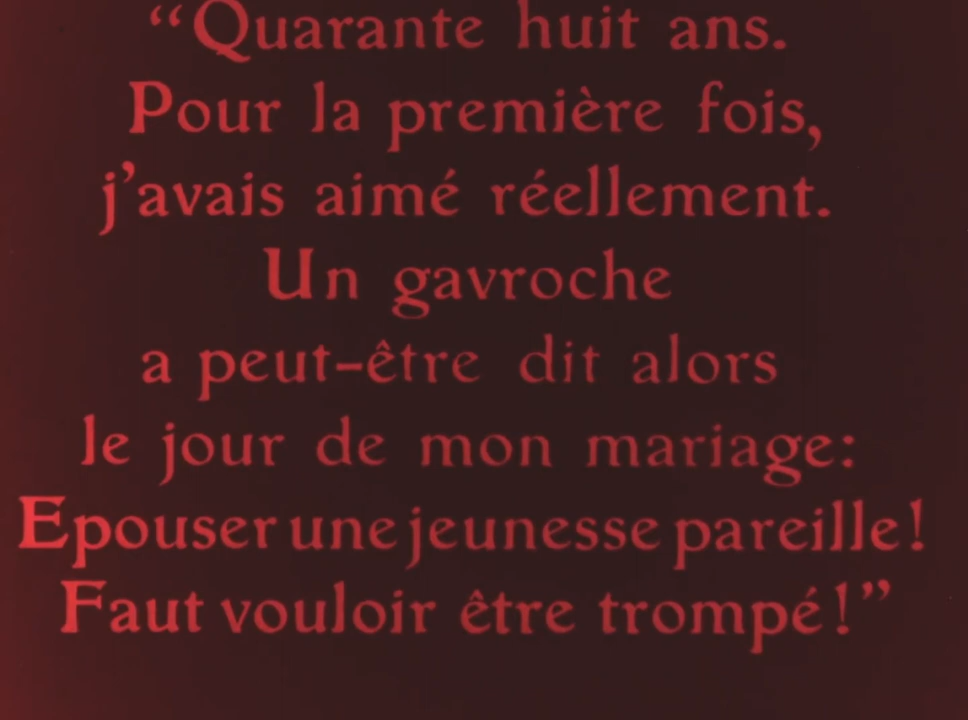 “Quarante huit ans.
Pour la première fois,
j’avais aimé réellement.
Un gavroche
a peut-être dit alors
le jour de mon mariage:
Epouser une jeunesse pareille!
Faut vouloir être trompé!”